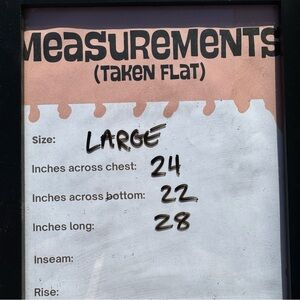 Measurements
(Taken Flat)
Size: LARGE
Inches across chest: 24
Inches across bottom: 22
Inches long: 28
Inseam:
Rise: